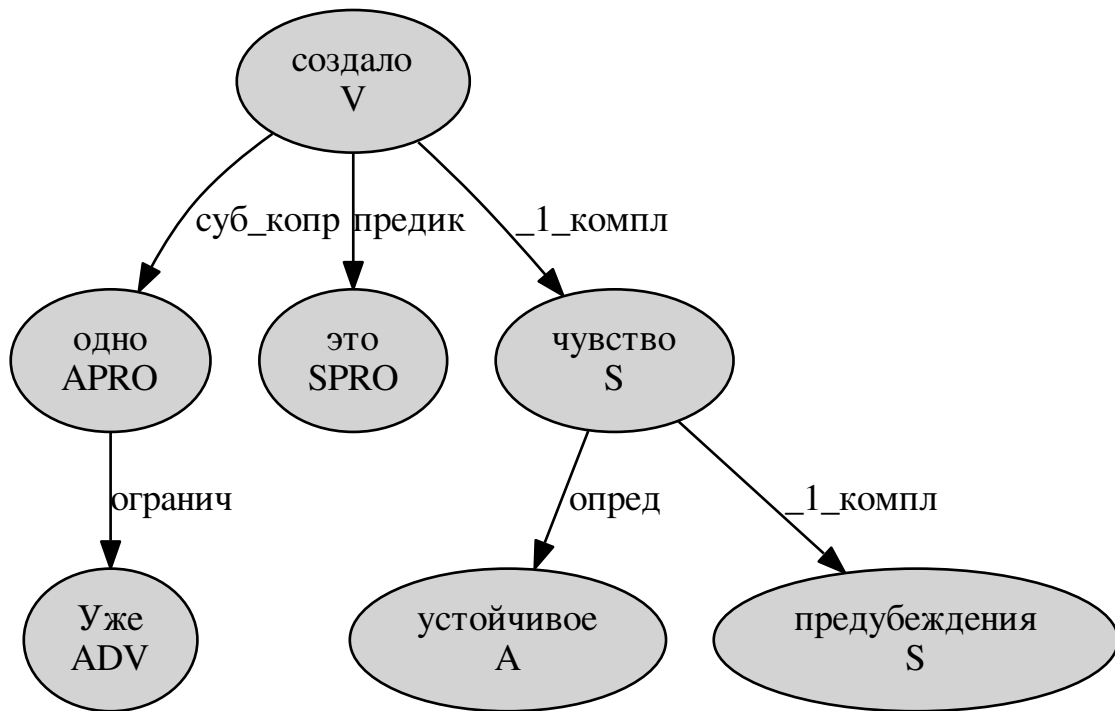 создало
V
суб_копр
предик
_1_компл
одно
APRO
это
SPRO
чувство
S
огранич
опред
_1_компл
Уже
ADV
устойчивое
A
предубеждения
S